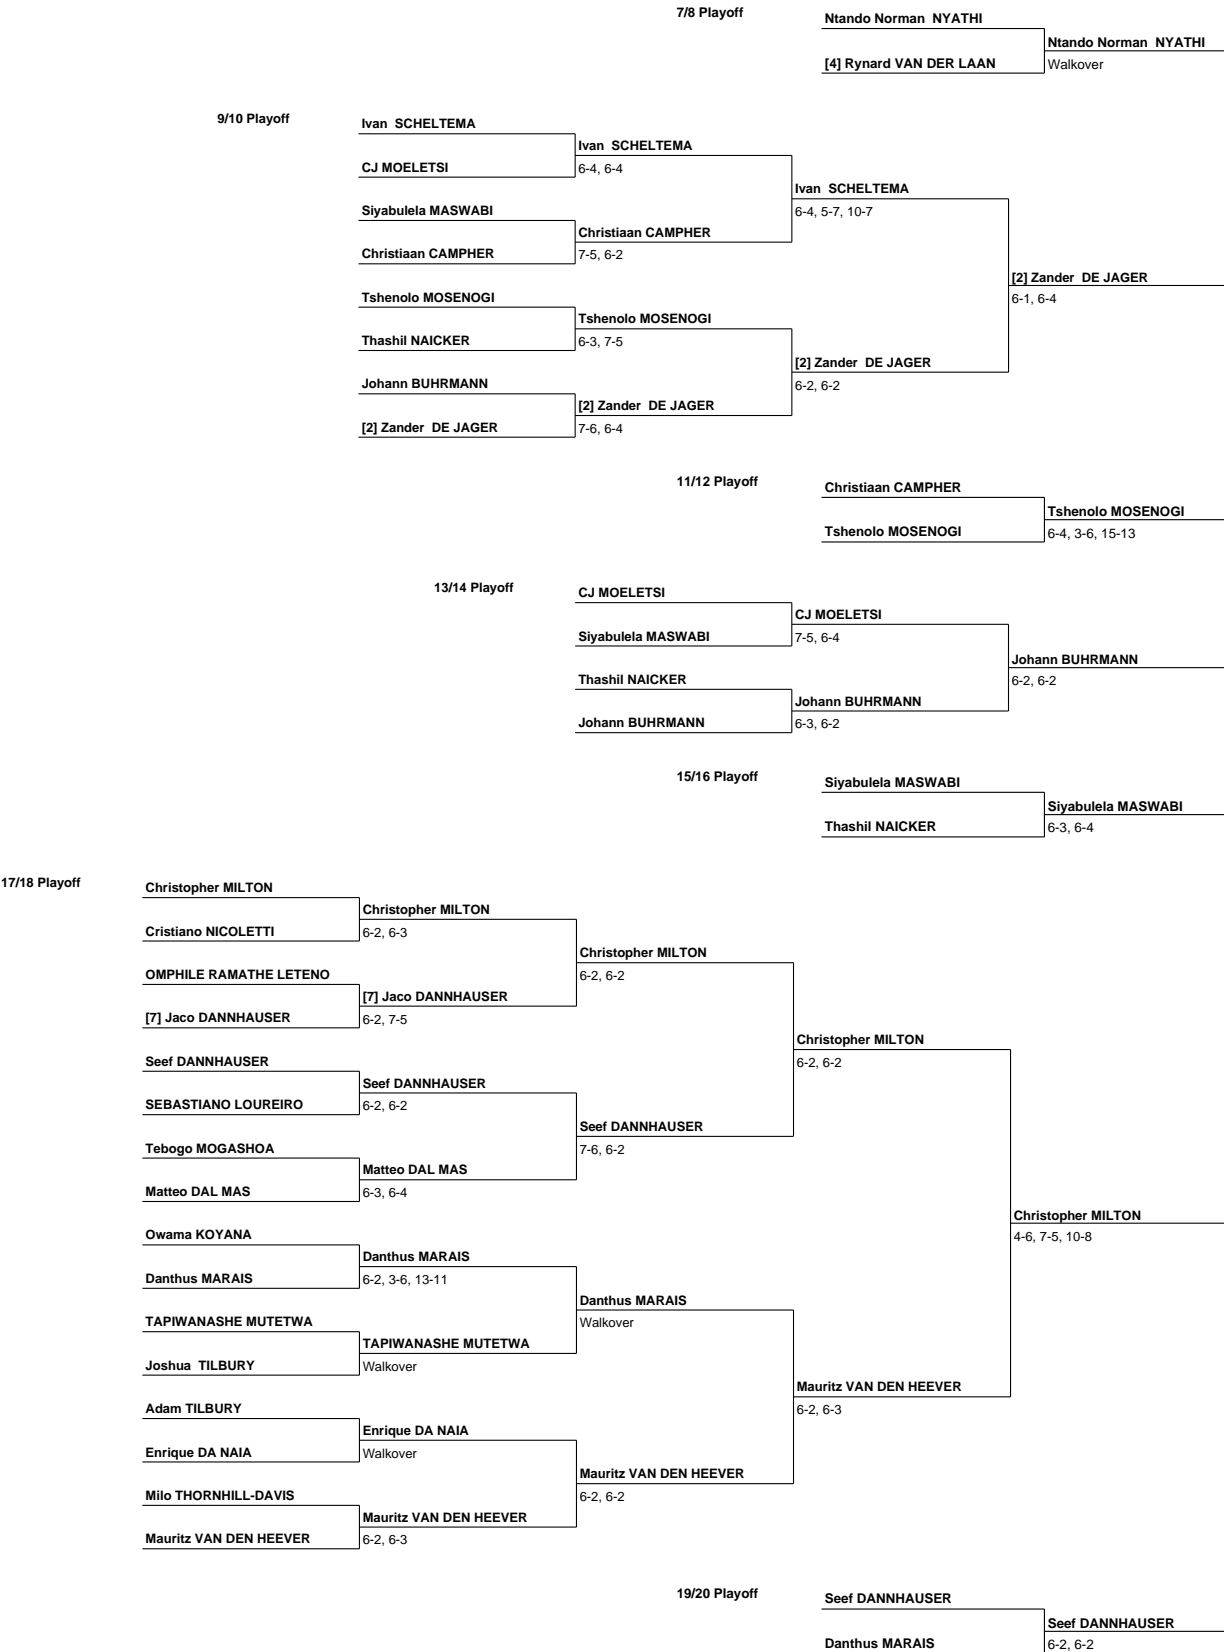 7/8 Playoff
Ntando Norman  NYATHI
Ntando Norman  NYATHI
[4] Rynard VAN DER LAAN
Walkover
9/10 Playoff
Ivan  SCHELTEMA
Ivan  SCHELTEMA
CJ MOELETSI
6-4, 6-4
Ivan  SCHELTEMA
Siyabulela MASWABI
6-4, 5-7, 10-7
Christiaan CAMPHER
Christiaan CAMPHER
7-5, 6-2
[2] Zander  DE JAGER
Tshenolo MOSENOGI
6-1, 6-4
Tshenolo MOSENOGI
Thashil NAICKER
6-3, 7-5
[2] Zander  DE JAGER
Johann BUHRMANN
6-2, 6-2
[2] Zander  DE JAGER
[2] Zander  DE JAGER
7-6, 6-4
11/12 Playoff
Christiaan CAMPHER
Tshenolo MOSENOGI
Tshenolo MOSENOGI
6-4, 3-6, 15-13
13/14 Playoff
CJ MOELETSI
CJ MOELETSI
Siyabulela MASWABI
7-5, 6-4
Johann BUHRMANN
Thashil NAICKER
6-2, 6-2
Johann BUHRMANN
Johann BUHRMANN
6-3, 6-2
15/16 Playoff
Siyabulela MASWABI
Siyabulela MASWABI
Thashil NAICKER
6-3, 6-4
17/18 Playoff
Christopher MILTON
Christopher MILTON
Cristiano NICOLETTI
6-2, 6-3
Christopher MILTON
OMPHILE RAMATHE LETENO
6-2, 6-2
[7] Jaco DANNHAUSER
[7] Jaco DANNHAUSER
6-2, 7-5
Christopher MILTON
Seef DANNHAUSER
6-2, 6-2
Seef DANNHAUSER
SEBASTIANO LOUREIRO
6-2, 6-2
Seef DANNHAUSER
Tebogo MOGASHOA
7-6, 6-2
Matteo DAL MAS
Matteo DAL MAS
6-3, 6-4
Christopher MILTON
Owama KOYANA
4-6, 7-5, 10-8
Danthus MARAIS
Danthus MARAIS
6-2, 3-6, 13-11
Danthus MARAIS
TAPIWANASHE MUTETWA
Walkover
TAPIWANASHE MUTETWA
Joshua  TILBURY
Walkover
Mauritz VAN DEN HEEVER
Adam TILBURY
6-2, 6-3
Enrique DA NAIA
Enrique DA NAIA
Walkover
Mauritz VAN DEN HEEVER
Milo THORNHILL-DAVIS
6-2, 6-2
Mauritz VAN DEN HEEVER
Mauritz VAN DEN HEEVER
6-2, 6-3
19/20 Playoff
Seef DANNHAUSER
Seef DANNHAUSER
Danthus MARAIS
6-2, 6-2